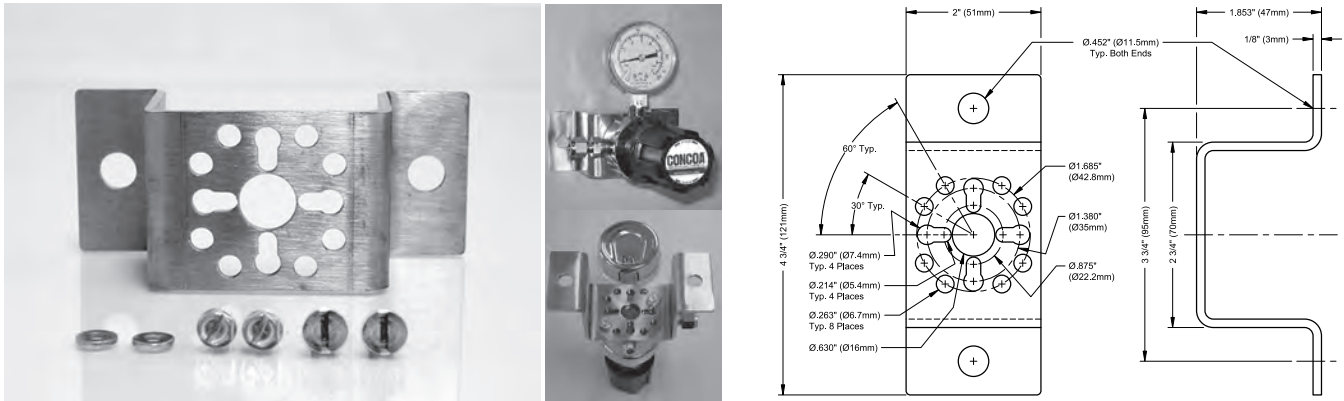 CONCOA
2" (51mm)
1.853" (47mm)
1/8" (3mm)
Ø.452" (Ø11.5mm)
Typ. Both Ends
60° Typ.
30° Typ.
Ø1.685"
(Ø42.8mm)
Ø1.380"
(Ø35mm)
Ø.875"
(Ø22.2mm)
Ø.290" (Ø7.4mm)
Typ. 4 Places
Ø.214" (Ø5.4mm)
Typ. 4 Places
Ø.263" (Ø6.7mm)
Typ. 8 Places
Ø.630" (Ø16mm)
4 3/4" (121mm)
3 3/4" (95mm)
2 3/4" (70mm)